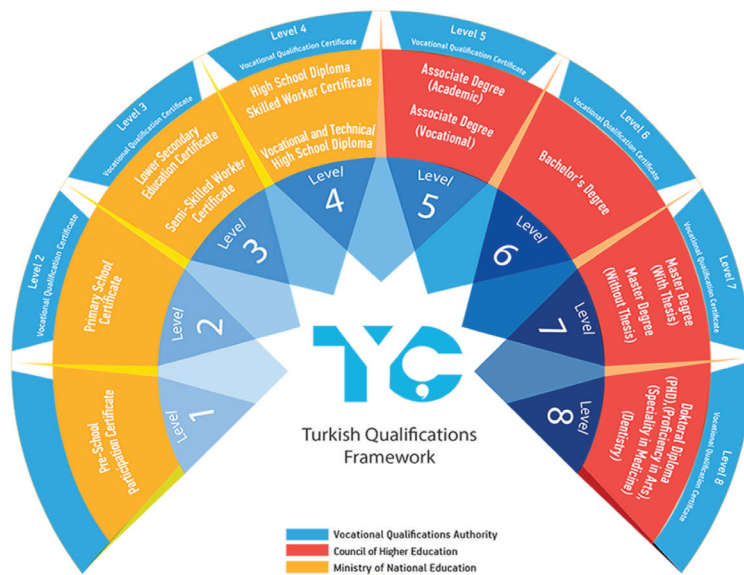 Level 2
Vocational Qualification Certificate
Level 3
Vocational Qualification Certificate
Level 4
Vocational Qualification Certificate
Level 5
Vocational Qualification Certificate
Level 6
Vocational Qualification Certificate
Level 7
Vocational Qualification Certificate
Level 8
Vocational Qualification Certificate
Pre-School
Participation Certificate
Primary School
Certificate
Lower Secondary
Education Certificate
Semi-Skilled Worker
Certificate
High School Diploma
Skilled Worker Certificate
Vocational and Technical
High School Diploma
Associate Degree
(Academic)
Associate Degree
(Vocational)
Bachelor's Degree
Master Degree
(With Thesis)
Master Degree
(Without Thesis)
Doktoral Diploma
(PHD),(Proficiency in Arts),
(Speciality in Medicine)
(Dentistry)
Level
1
Level
2
Level
3
Level
4
Level
5
Level
6
Level
7
Level
8
TYÇ
Turkish Qualifications
Framework
Vocational Qualifications Authority
Council of Higher Education
Ministry of National Education